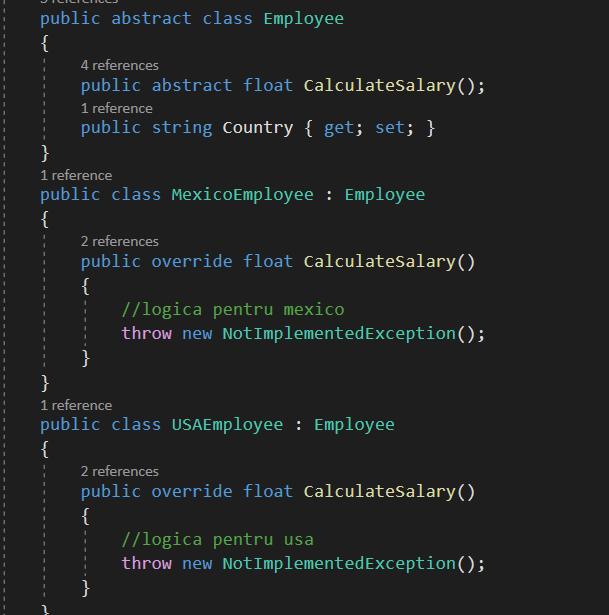 references
public abstract class Employee
{
4 references
public abstract float CalculateSalary();
1 reference
public string Country { get; set; }
}
1 reference
public class MexicoEmployee : Employee
{
2 references
public override float CalculateSalary()
{
//logica pentru mexico
throw new NotImplementedException();
}
}
1 reference
public class USAEmployee : Employee
{
2 references
public override float CalculateSalary()
{
//logica pentru usa
throw new NotImplementedException();
}
}